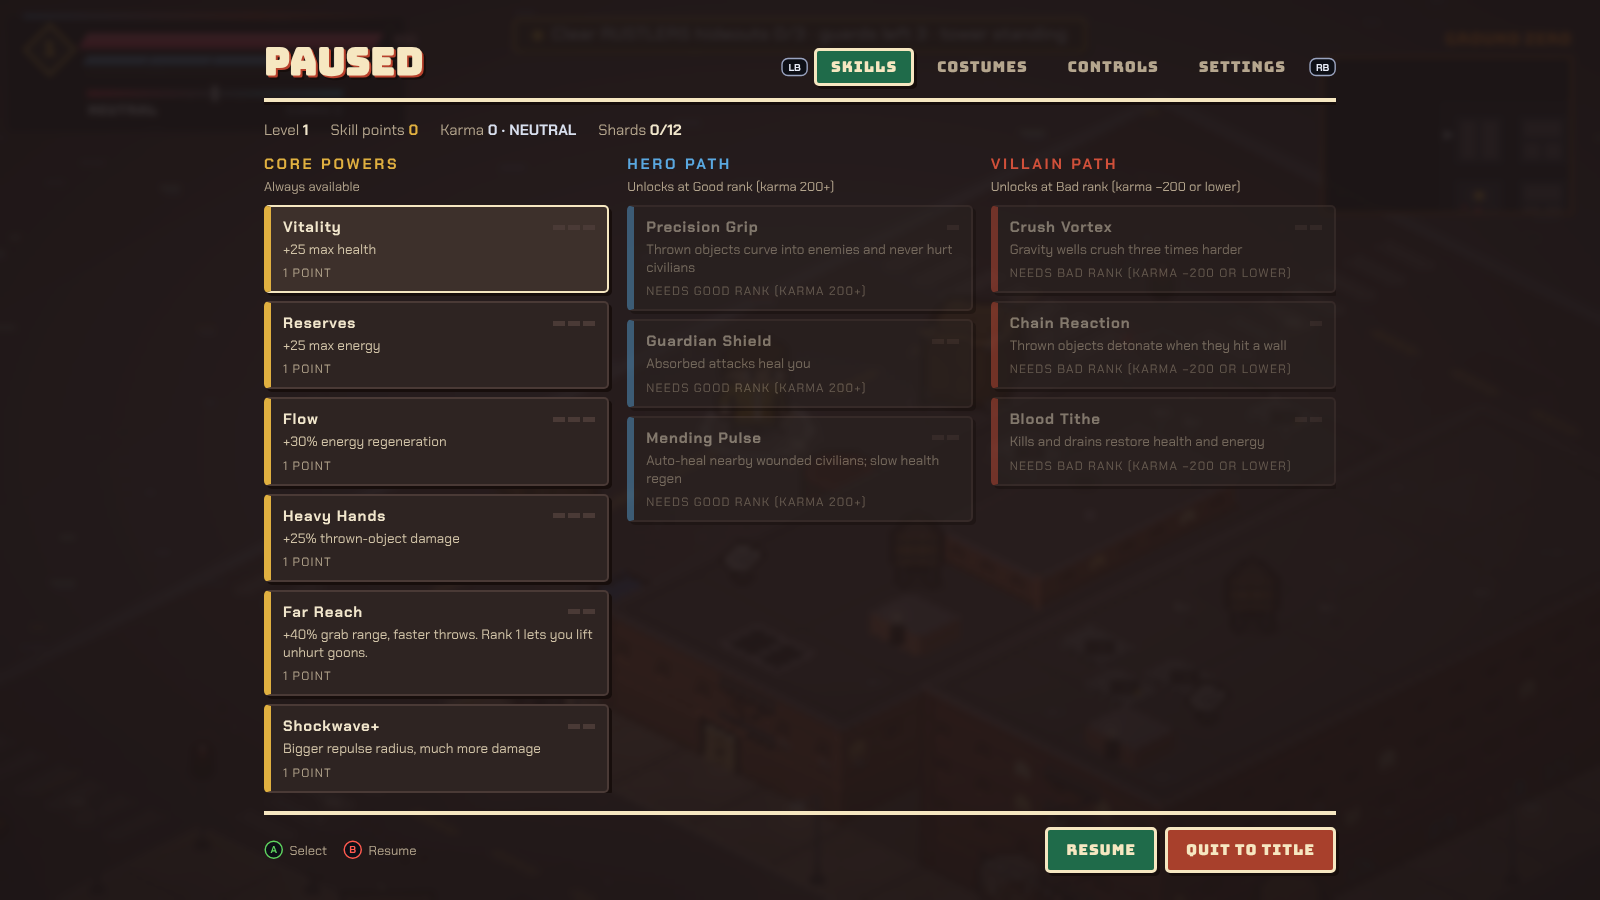 PAUSED
LB SKILLS COSTUMES CONTROLS SETTINGS RB
Level 1 Skill points 0 Karma 0 · NEUTRAL Shards 0/12
CORE POWERS
Always available
Vitality
+25 max health
1 POINT
Reserves
+25 max energy
1 POINT
Flow
+30% energy regeneration
1 POINT
Heavy Hands
+25% thrown-object damage
1 POINT
Far Reach
+40% grab range, faster throws. Rank 1 lets you lift
unhurt goons.
1 POINT
Shockwave+
Bigger repulse radius, much more damage
1 POINT
HERO PATH
Unlocks at Good rank (karma 200+)
Precision Grip
Thrown objects curve into enemies and never hurt
civilians
NEEDS GOOD RANK (KARMA 200+)
Guardian Shield
Absorbed attacks heal you
NEEDS GOOD RANK (KARMA 200+)
Mending Pulse
Auto-heal nearby wounded civilians; slow health
regen
NEEDS GOOD RANK (KARMA 200+)
VILLAIN PATH
Unlocks at Bad rank (karma −200 or lower)
Crush Vortex
Gravity wells crush three times harder
NEEDS BAD RANK (KARMA −200 OR LOWER)
Chain Reaction
Thrown objects detonate when they hit a wall
NEEDS BAD RANK (KARMA −200 OR LOWER)
Blood Tithe
Kills and drains restore health and energy
NEEDS BAD RANK (KARMA −200 OR LOWER)
A Select B Resume
RESUME QUIT TO TITLE